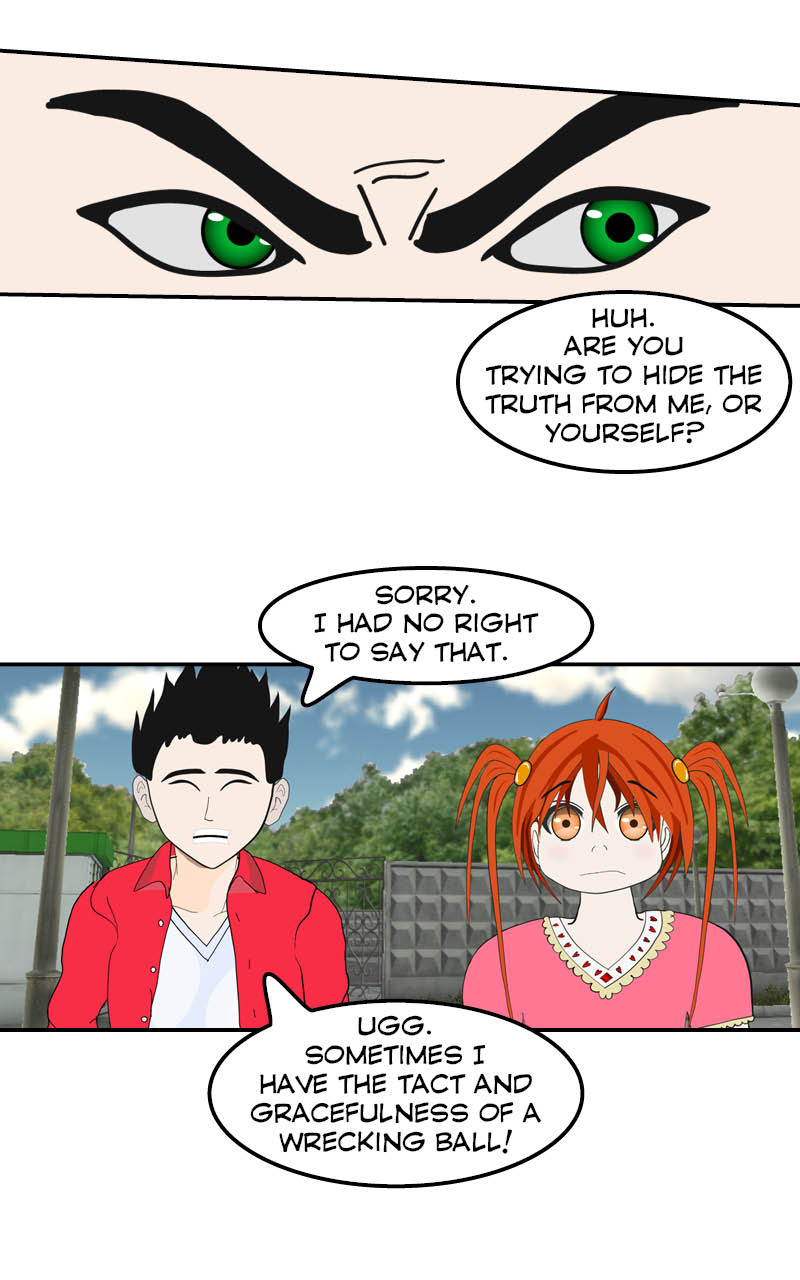 HUH.
ARE YOU
TRYING TO HIDE THE
TRUTH FROM ME, OR
YOURSELF?
SORRY.
I HAD NO RIGHT
TO SAY THAT.
UGG.
SOMETIMES I
HAVE THE TACT AND
GRACEFULNESS OF A
WRECKING BALL!